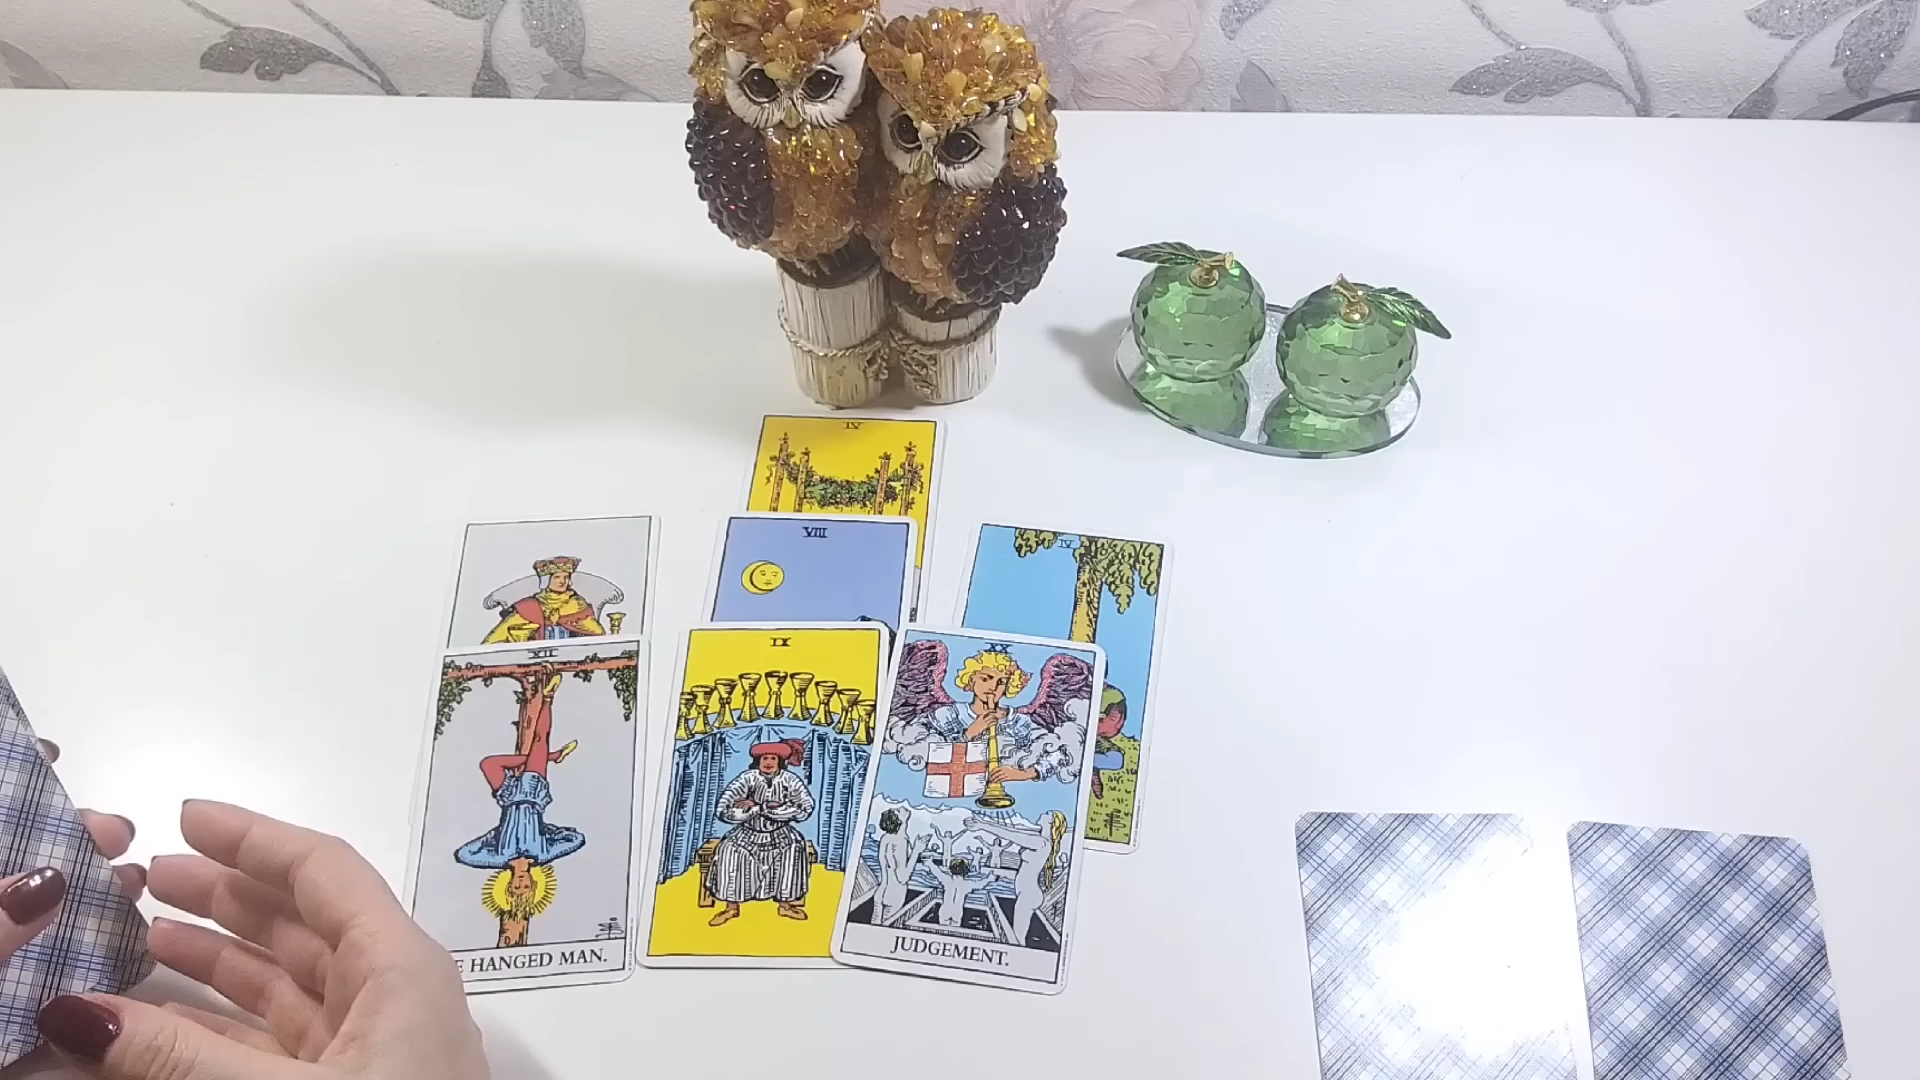 IV
VIII
IV
XII
IX
XX
E HANGED MAN.
JUDGEMENT.